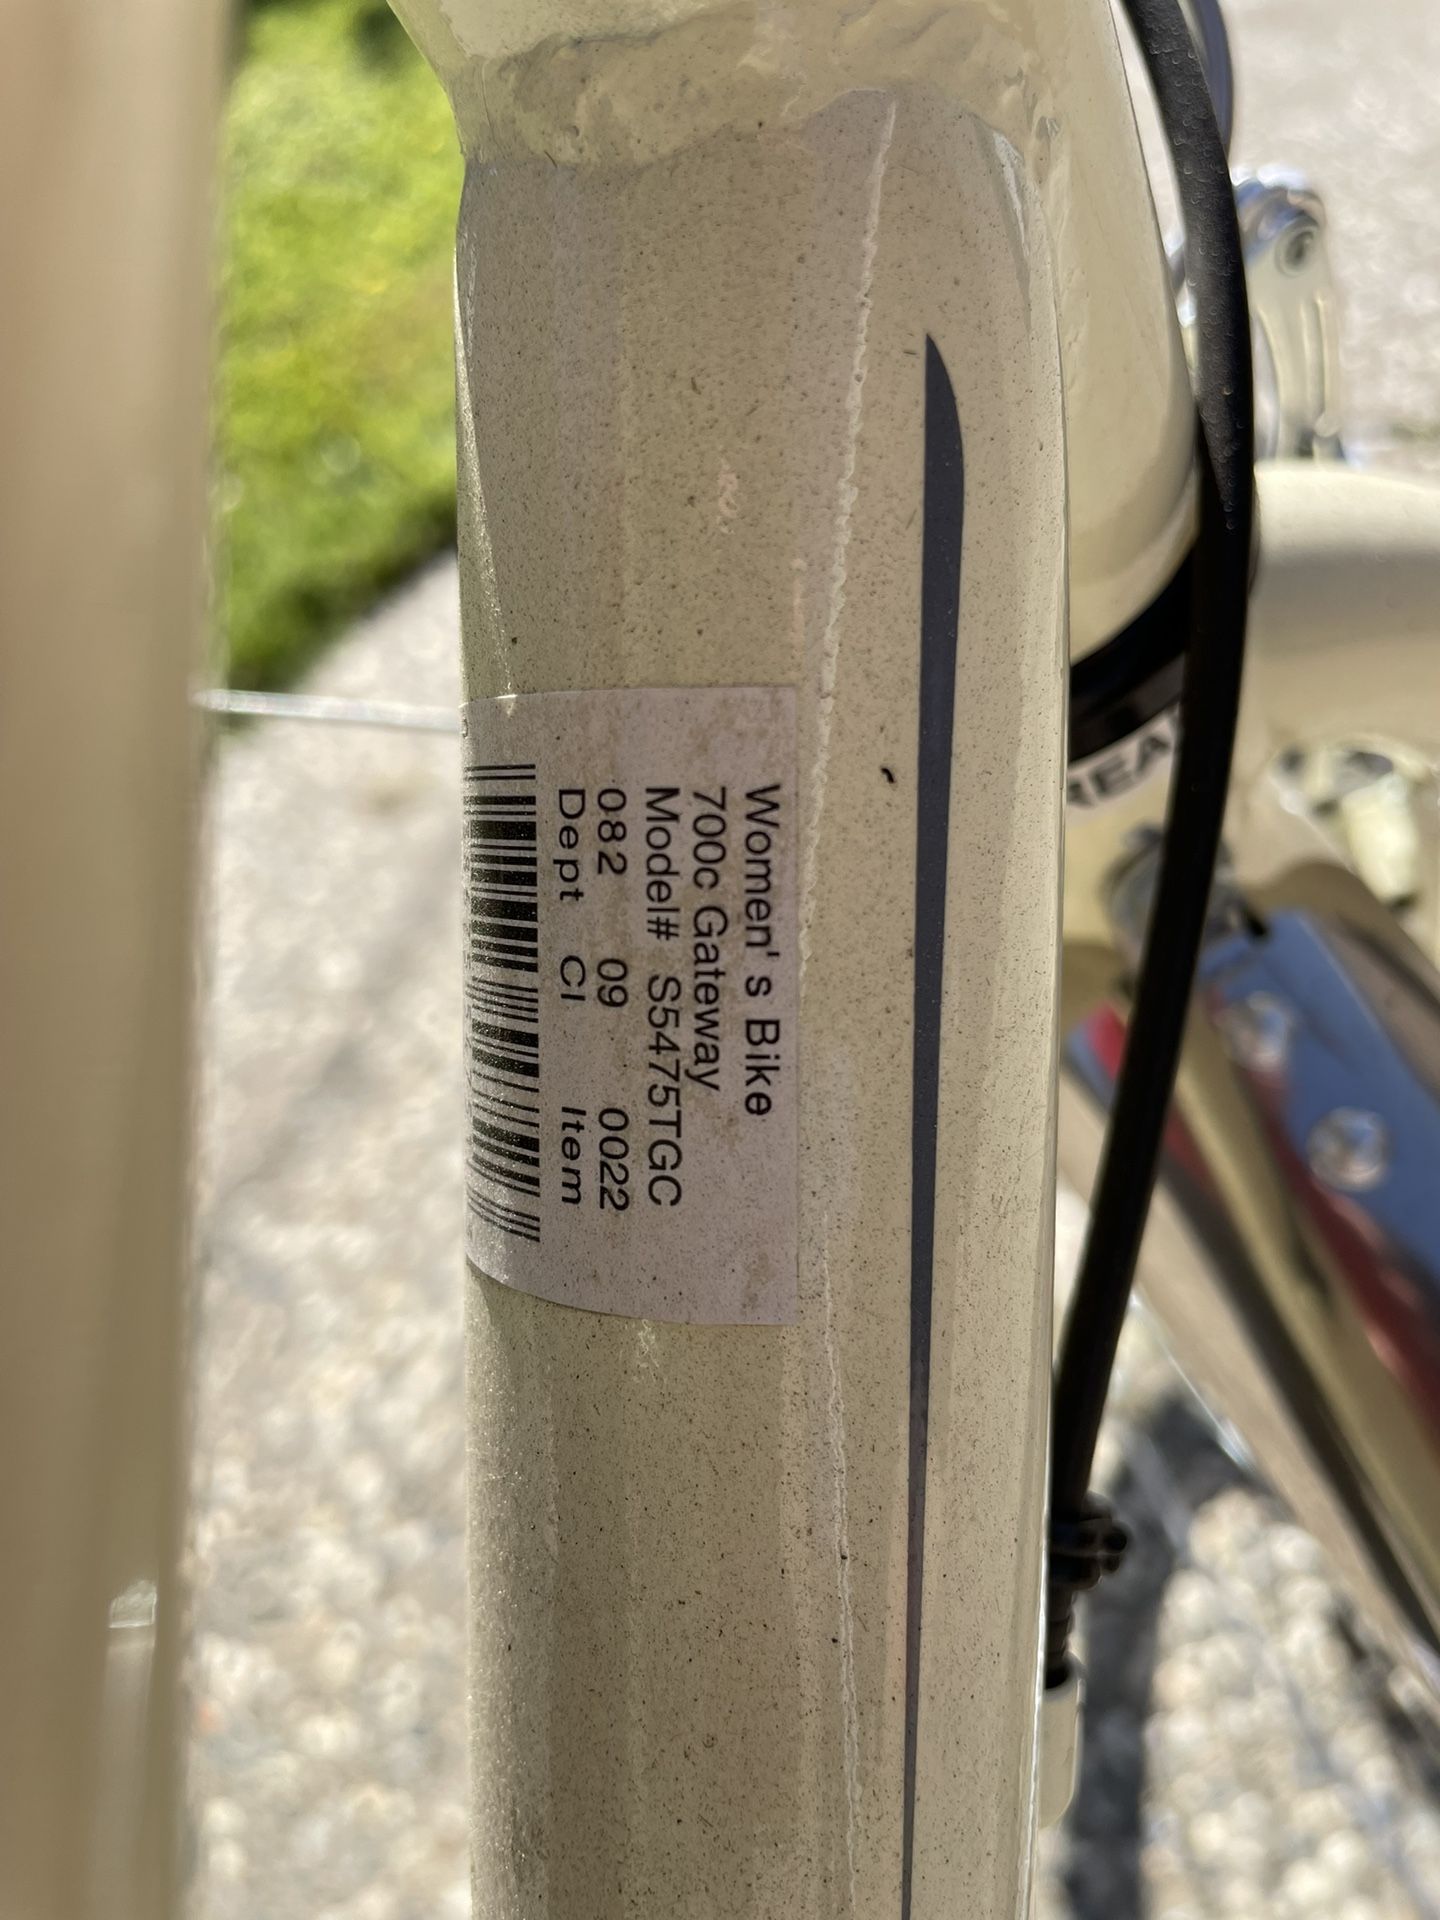 Women's Bike
700c Gateway
Model# S5475TGC
082 09 0022
Dept Cl Item